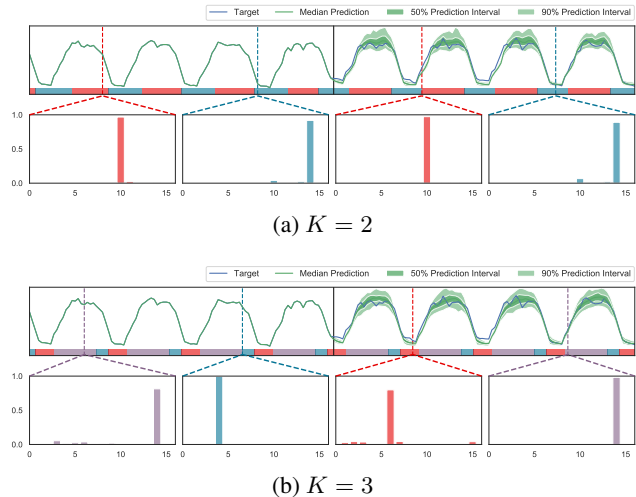 Target Median Prediction 50% Prediction Interval 90% Prediction Interval
1.0
0.5
0.0
0 5 10 15 0 5 10 15 0 5 10 15 0 5 10 15
(a) K = 2
Target Median Prediction 50% Prediction Interval 90% Prediction Interval
1.0
0.5
0.0
0 5 10 15 0 5 10 15 0 5 10 15 0 5 10 15
(b) K = 3